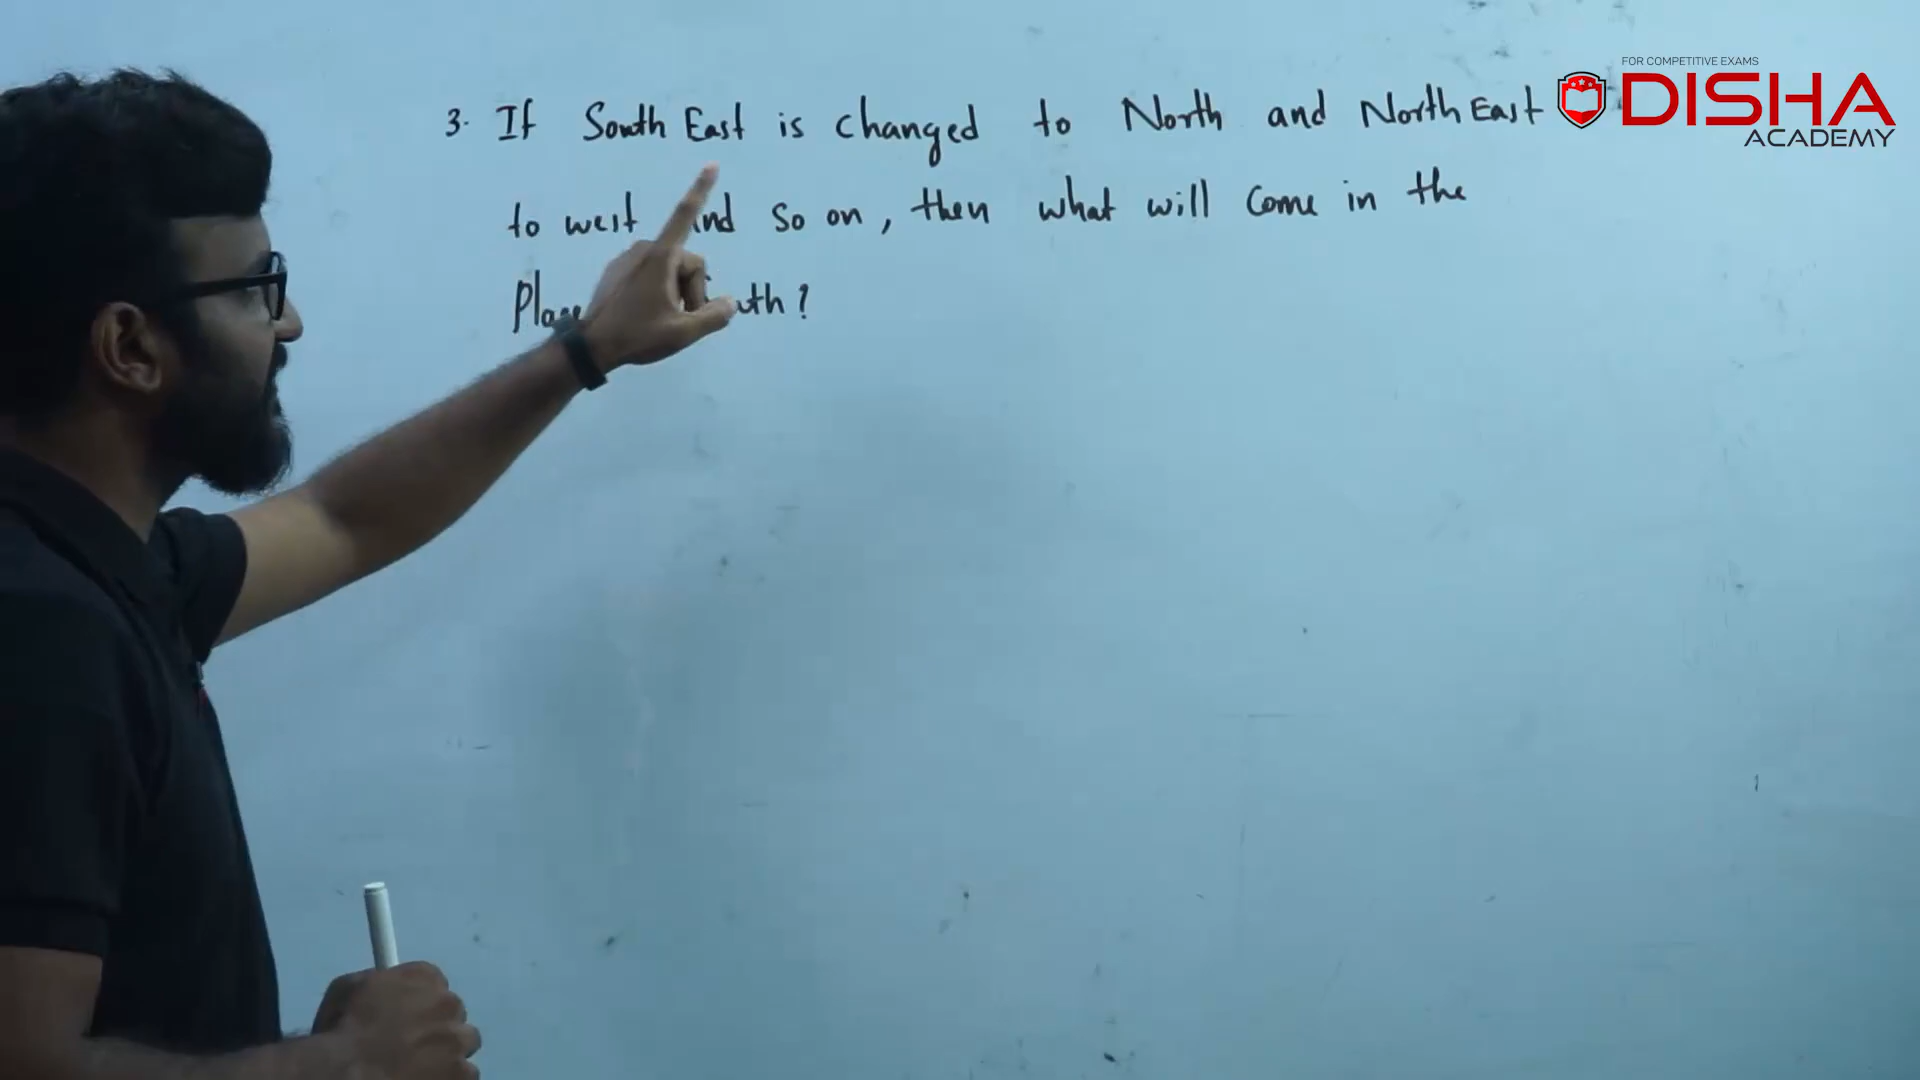 3. If South East is changed to North and North East
to west and so on, then what will come in the
Place uth?
FOR COMPETITIVE EXAMS
DISHA
ACADEMY